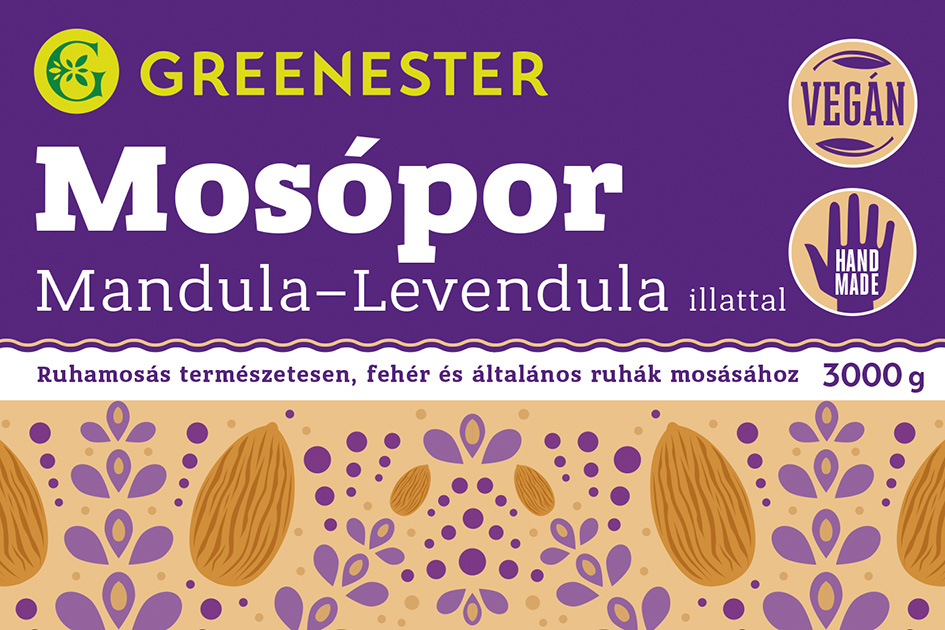 GREENESTER
VEGÁN
Mosópor
HAND
MADE
Mandula–Levendula illattal
Ruhamosás természetesen, fehér és általános ruhák mosásához 3000 g